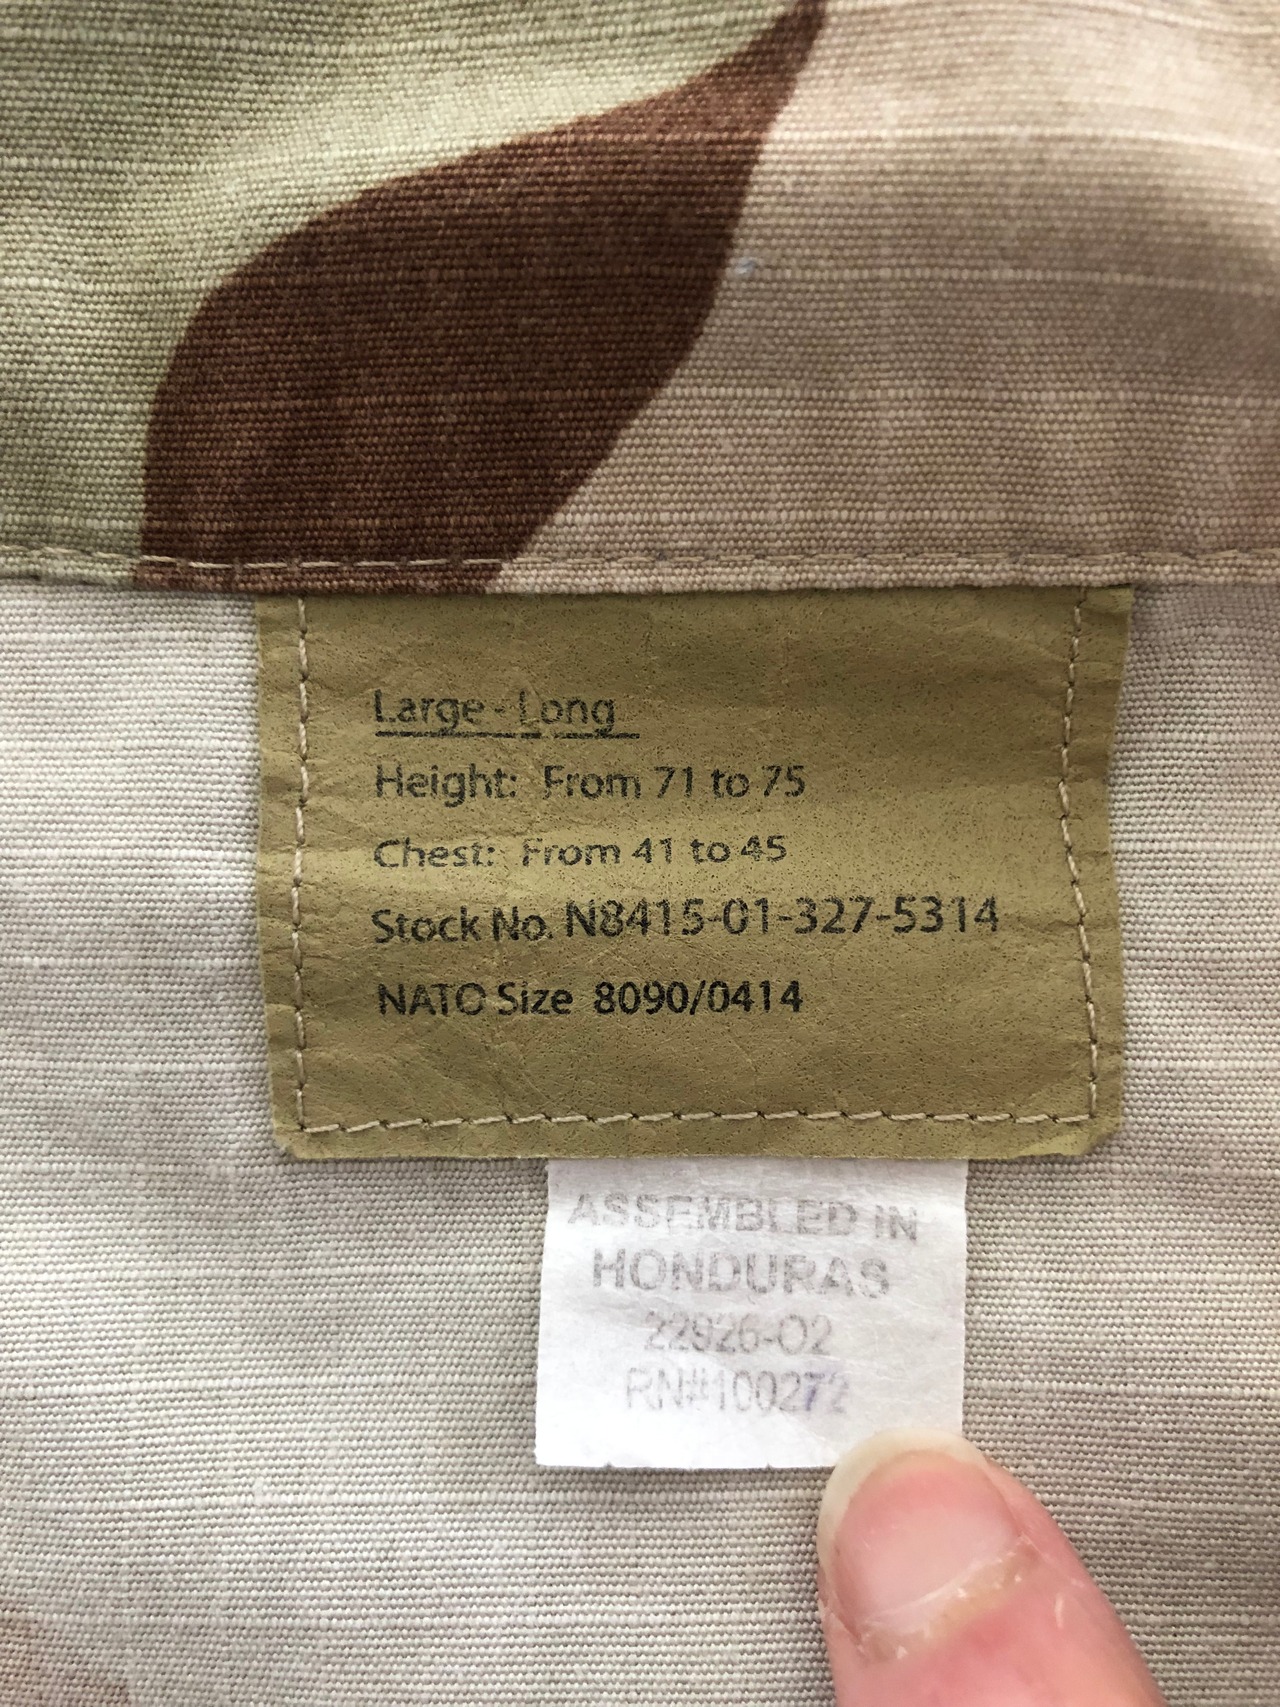 Large - Long
Height: From 71 to 75
Chest: From 41 to 45
Stock No. N8415-01-327-5314
NATO Size 8090/0414
ASSEMBLED IN
HONDURAS
22926-02
RN#100272